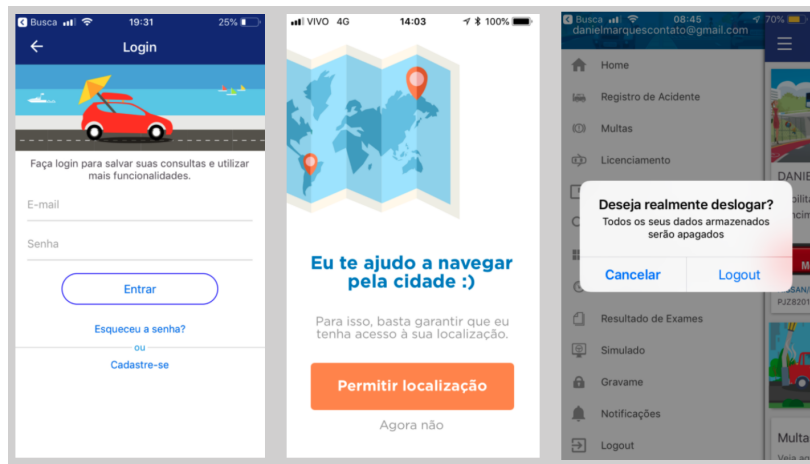 Busca 19:31 25%
Login
Faça login para salvar suas consultas e utilizar
mais funcionalidades.
E-mail
Senha
Entrar
Esqueceu a senha?
ou
Cadastre-se
VIVO 4G 14:03 100%
Eu te ajudo a navegar
pela cidade :)
Para isso, basta garantir que eu
tenha acesso à sua localização.
Permitir localização
Agora não
Busca 08:45 70%
danielmarquescontato@gmail.com
Home
Registro de Acidente
Multas
Licenciamento
DANIE
Deseja realmente deslogar?
Todos os seus dados armazenados
serão apagados
Cancelar Logout
PJZ8201
Resultado de Exames
Simulado
Gravame
Notificações
Logout
Multa